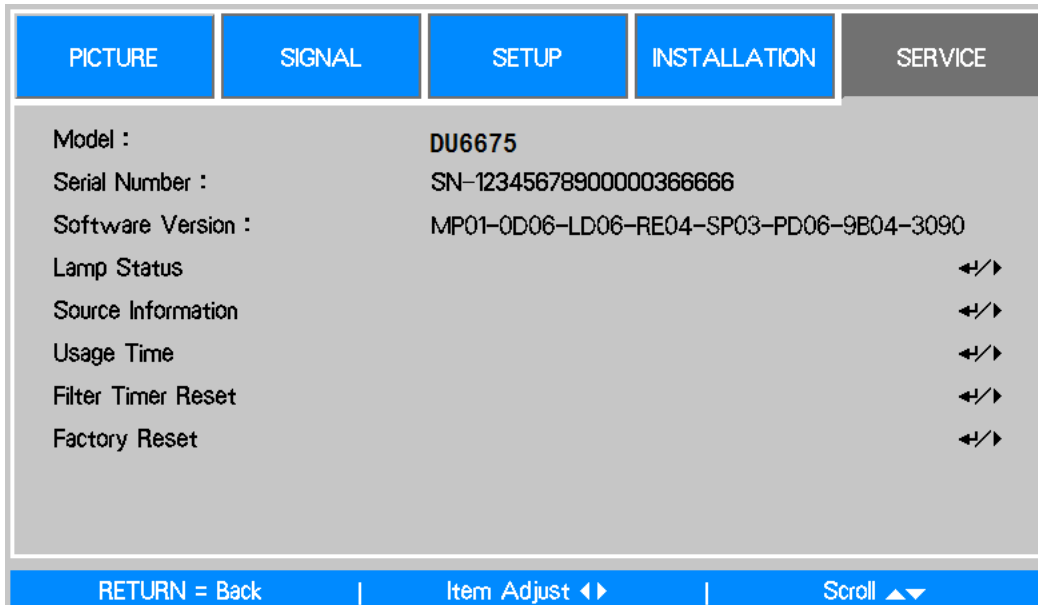 PICTURE SIGNAL SETUP INSTALLATION SERVICE
Model : DU6675
Serial Number : SN-12345678900000366666
Software Version : MP01-0D06-LD06-RE04-SP03-PD06-9B04-3090
Lamp Status
Source Information
Usage Time
Filter Timer Reset
Factory Reset
RETURN = Back | Item Adjust ◀▶ | Scroll ▲▼